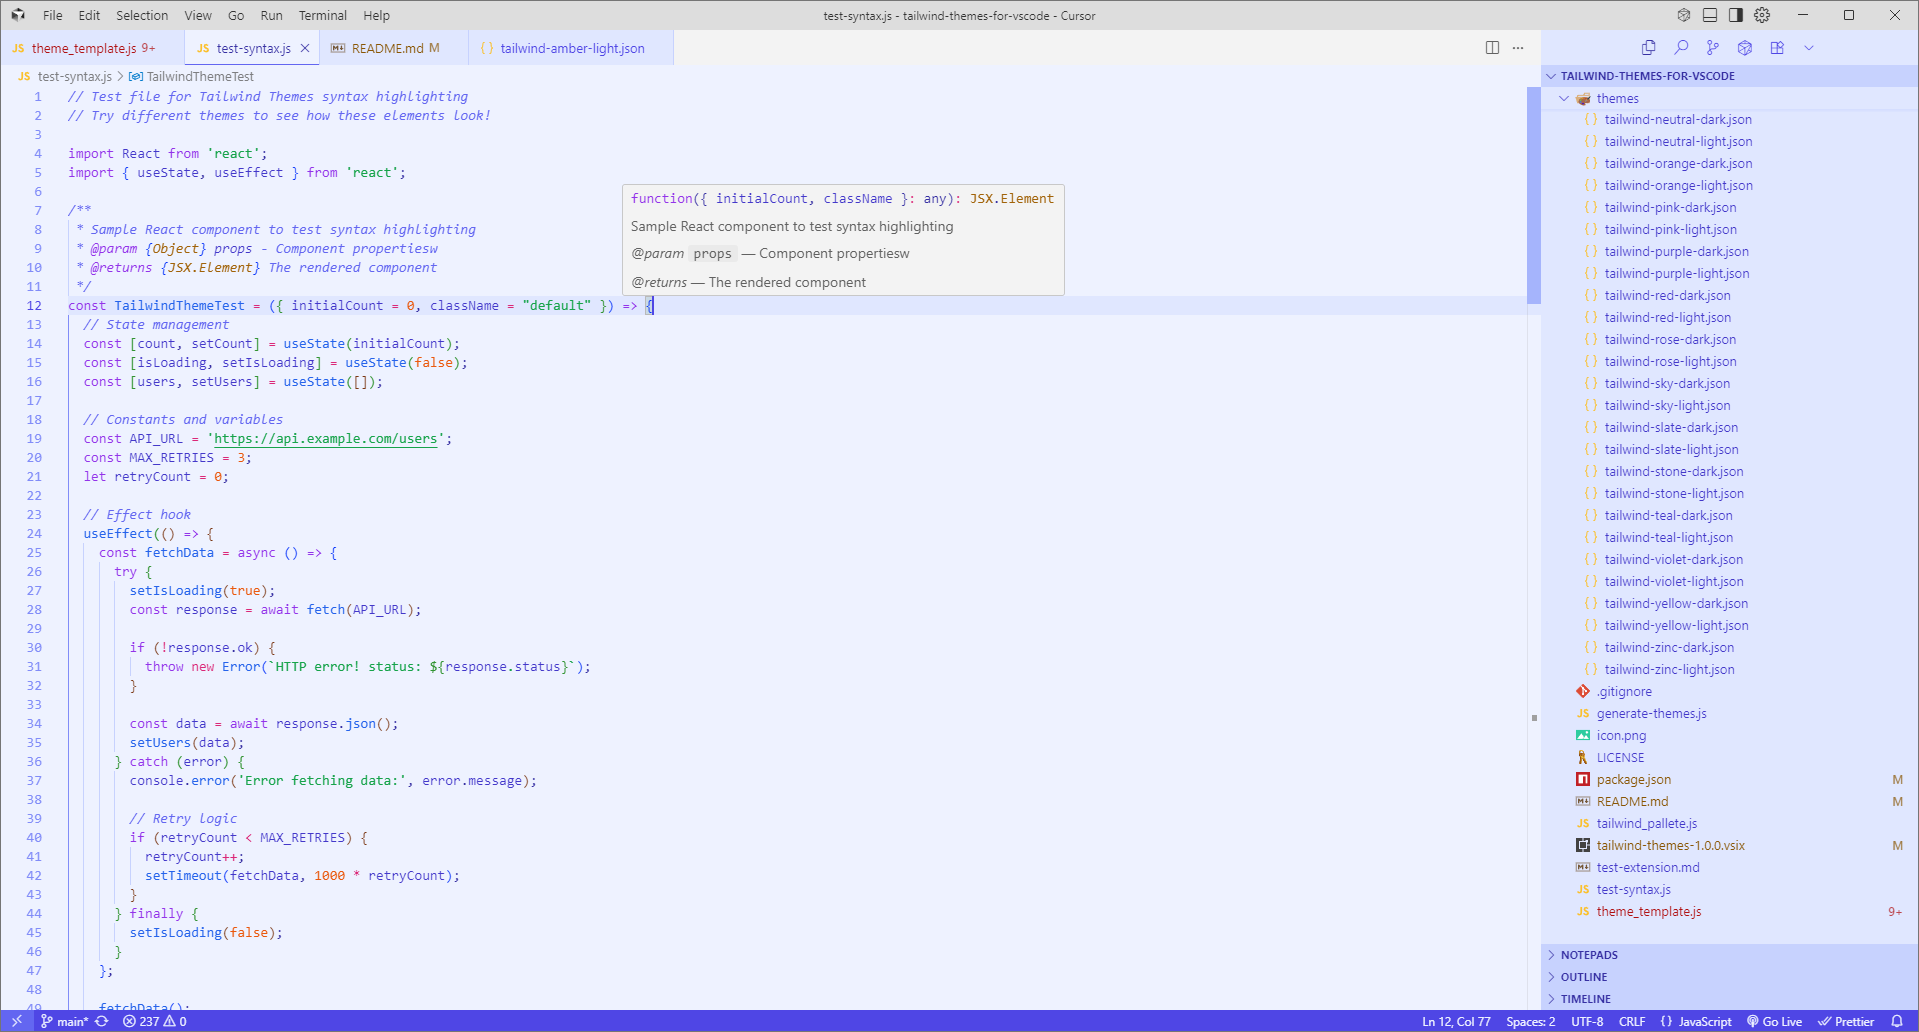 File Edit Selection View Go Run Terminal Help
test-syntax.js - tailwind-themes-for-vscode - Cursor
JS theme_template.js 9+
JS test-syntax.js
README.md M
{ } tailwind-amber-light.json
JS test-syntax.js > TailwindThemeTest
1 // Test file for Tailwind Themes syntax highlighting
2 // Try different themes to see how these elements look!
3
4 import React from 'react';
5 import { useState, useEffect } from 'react';
6
7 /**
8 * Sample React component to test syntax highlighting
9 * @param {Object} props - Component propertiesw
10 * @returns {JSX.Element} The rendered component
11 */
12 const TailwindThemeTest = ({ initialCount = 0, className = "default" }) => {
13 // State management
14 const [count, setCount] = useState(initialCount);
15 const [isLoading, setIsLoading] = useState(false);
16 const [users, setUsers] = useState([]);
17
18 // Constants and variables
19 const API_URL = 'https://api.example.com/users';
20 const MAX_RETRIES = 3;
21 let retryCount = 0;
22
23 // Effect hook
24 useEffect(() => {
25 const fetchData = async () => {
26 try {
27 setIsLoading(true);
28 const response = await fetch(API_URL);
29
30 if (!response.ok) {
31 throw new Error(`HTTP error! status: ${response.status}`);
32 }
33
34 const data = await response.json();
35 setUsers(data);
36 } catch (error) {
37 console.error('Error fetching data:', error.message);
38
39 // Retry logic
40 if (retryCount < MAX_RETRIES) {
41 retryCount++;
42 setTimeout(fetchData, 1000 * retryCount);
43 }
44 } finally {
45 setIsLoading(false);
46 }
47 };
48
49 fetchData();
function({ initialCount, className }: any): JSX.Element
Sample React component to test syntax highlighting
@param props — Component propertiesw
@returns — The rendered component
TAILWIND-THEMES-FOR-VSCODE
themes
{ } tailwind-neutral-dark.json
{ } tailwind-neutral-light.json
{ } tailwind-orange-dark.json
{ } tailwind-orange-light.json
{ } tailwind-pink-dark.json
{ } tailwind-pink-light.json
{ } tailwind-purple-dark.json
{ } tailwind-purple-light.json
{ } tailwind-red-dark.json
{ } tailwind-red-light.json
{ } tailwind-rose-dark.json
{ } tailwind-rose-light.json
{ } tailwind-sky-dark.json
{ } tailwind-sky-light.json
{ } tailwind-slate-dark.json
{ } tailwind-slate-light.json
{ } tailwind-stone-dark.json
{ } tailwind-stone-light.json
{ } tailwind-teal-dark.json
{ } tailwind-teal-light.json
{ } tailwind-violet-dark.json
{ } tailwind-violet-light.json
{ } tailwind-yellow-dark.json
{ } tailwind-yellow-light.json
{ } tailwind-zinc-dark.json
{ } tailwind-zinc-light.json
.gitignore
JS generate-themes.js
icon.png
LICENSE
package.json M
README.md M
JS tailwind_pallete.js
tailwind-themes-1.0.0.vsix M
test-extension.md
JS test-syntax.js
JS theme_template.js 9+
NOTEPADS
OUTLINE
TIMELINE
main* 237 0
Ln 12, Col 77 Spaces: 2 UTF-8 CRLF { } JavaScript Go Live Prettier